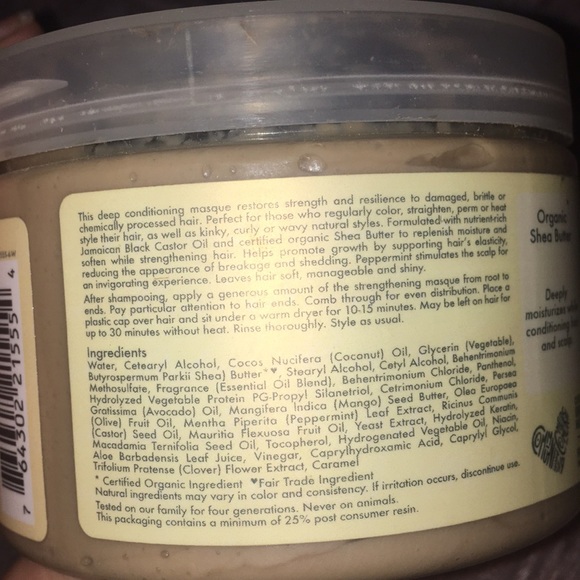 This deep conditioning masque restores strength and resilience to damaged, brittle or
chemically processed hair. Perfect for those who regularly color, straighten, perm or heat
style their hair, as well as kinky, curly or wavy natural styles. Formulated with nutrient-rich
Jamaican Black Castor Oil and certified organic Shea Butter to replenish moisture and
soften while strengthening hair. Helps promote growth by supporting hair's elasticity,
reducing the appearance of breakage and shedding. Peppermint stimulates the scalp for
an invigorating experience. Leaves hair soft, manageable and shiny.
After shampooing, apply a generous amount of the strengthening masque from root to
ends. Pay particular attention to hair ends. Comb through for even distribution. Place a
plastic cap over hair and sit under a warm dryer for 10-15 minutes. May be left on hair for
up to 30 minutes without heat. Rinse thoroughly. Style as usual.
Ingredients
Water, Cetearyl Alcohol, Cocos Nucifera (Coconut) Oil, Glycerin (Vegetable),
Butyrospermum Parkii Shea) Butter*♥, Stearyl Alcohol, Cetyl Alcohol, Behentrimonium
Methosulfate, Fragrance (Essential Oil Blend), Behentrimonium Chloride, Panthenol,
Hydrolyzed Vegetable Protein PG-Propyl Silanetriol, Cetrimonium Chloride, Persea
Gratissima (Avocado) Oil, Mangifera Indica (Mango) Seed Butter, Olea Europaea
(Olive) Fruit Oil, Mentha Piperita (Peppermint) Leaf Extract, Ricinus Communis
(Castor) Seed Oil, Mauritia Flexuosa Fruit Oil, Yeast Extract, Hydrolyzed Keratin,
Macadamia Ternifolia Seed Oil, Tocopherol, Hydrogenated Vegetable Oil, Niacin,
Aloe Barbadensis Leaf Juice, Vinegar, Caprylhydroxamic Acid, Caprylyl Glycol,
Trifolium Pratense (Clover) Flower Extract, Caramel
* Certified Organic Ingredient ♥Fair Trade Ingredient
Natural ingredients may vary in color and consistency. If irritation occurs, discontinue use.
Tested on our family for four generations. Never on animals.
This packaging contains a minimum of 25% post consumer resin.
Organic
Shea Butter
Deeply
conditioning
and
7 64302 21555 4